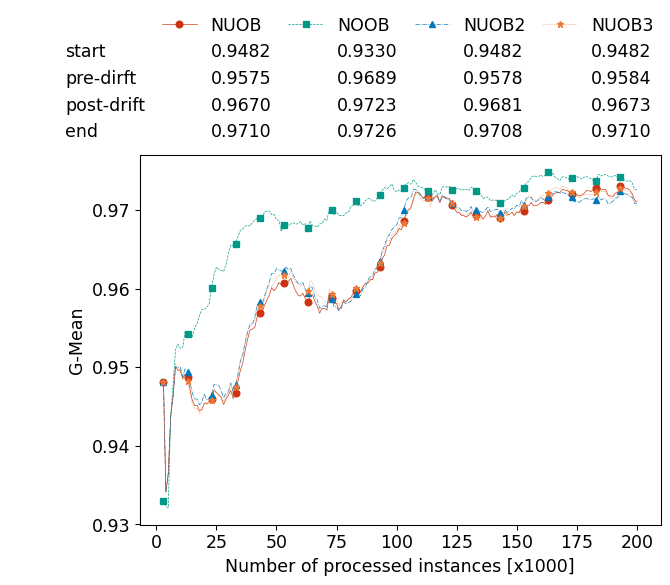 NUOB NOOB NUOB2 NUOB3
start 0.9482 0.9330 0.9482 0.9482
pre-dirft 0.9575 0.9689 0.9578 0.9584
post-drift 0.9670 0.9723 0.9681 0.9673
end 0.9710 0.9726 0.9708 0.9710
0.97
0.96
0.95
0.94
0.93
G-Mean
0 25 50 75 100 125 150 175 200
Number of processed instances [x1000]